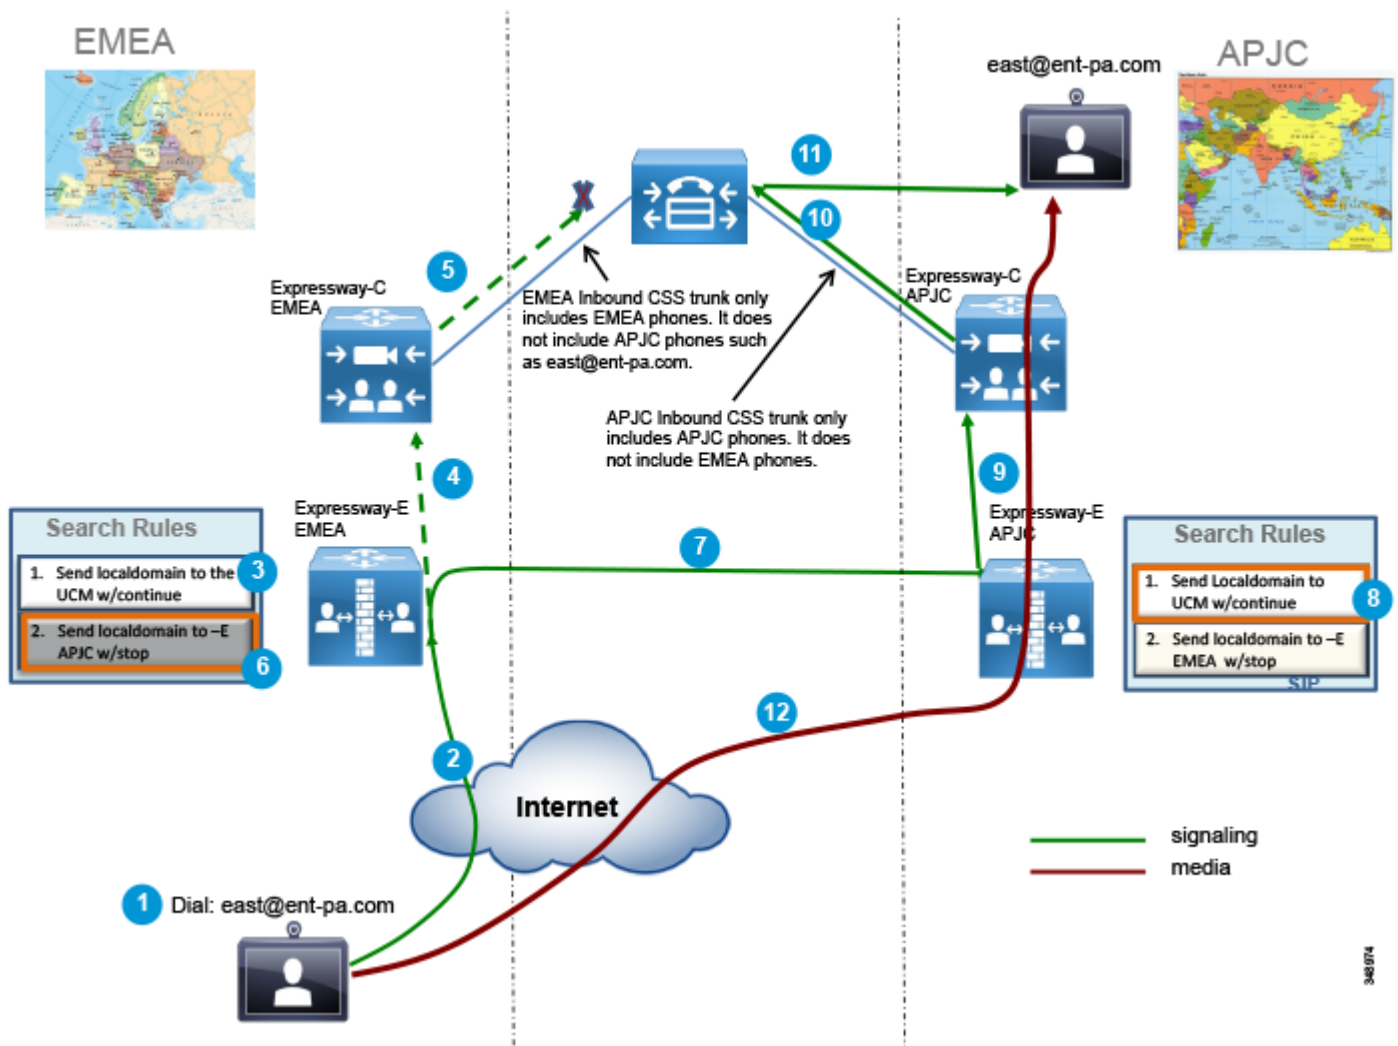 EMEA
APJC
east@ent-pa.com
11
10
5
Expressway-C
EMEA
Expressway-C
APJC
EMEA Inbound CSS trunk only
includes EMEA phones. It does
not include APJC phones such
as east@ent-pa.com.
APJC Inbound CSS trunk only
includes APJC phones. It does
not include EMEA phones.
4
9
Expressway-E
EMEA
Expressway-E
APJC
Search Rules
1. Send localdomain to the
UCM w/continue
3
2. Send localdomain to –E
APJC w/stop
6
7
Search Rules
1. Send Localdomain to
UCM w/continue
8
2. Send localdomain to –E
EMEA w/stop
SIP
12
2
Internet
signaling
media
1 Dial: east@ent-pa.com
348974